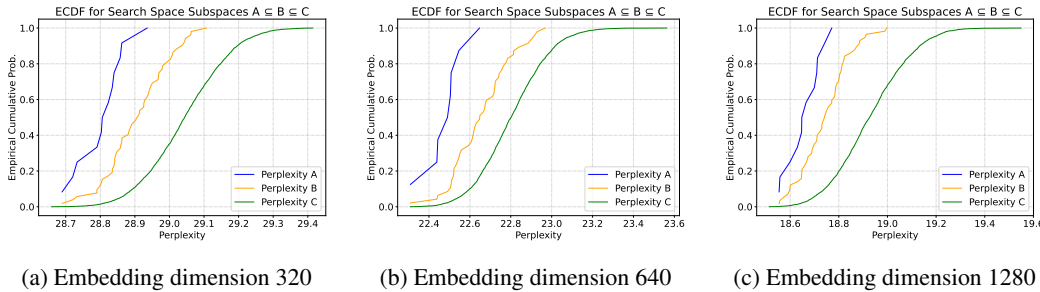 ECDF for Search Space Subspaces A ⊆ B ⊆ C
Empirical Cumulative Prob.
1.0
0.8
0.6
0.4
0.2
0.0
28.7 28.8 28.9 29.0 29.1 29.2 29.3 29.4
Perplexity
Perplexity A
Perplexity B
Perplexity C
(a) Embedding dimension 320
ECDF for Search Space Subspaces A ⊆ B ⊆ C
Empirical Cumulative Prob.
1.0
0.8
0.6
0.4
0.2
0.0
22.4 22.6 22.8 23.0 23.2 23.4 23.6
Perplexity
Perplexity A
Perplexity B
Perplexity C
(b) Embedding dimension 640
ECDF for Search Space Subspaces A ⊆ B ⊆ C
Empirical Cumulative Prob.
1.0
0.8
0.6
0.4
0.2
0.0
18.6 18.8 19.0 19.2 19.4 19.6
Perplexity
Perplexity A
Perplexity B
Perplexity C
(c) Embedding dimension 1280